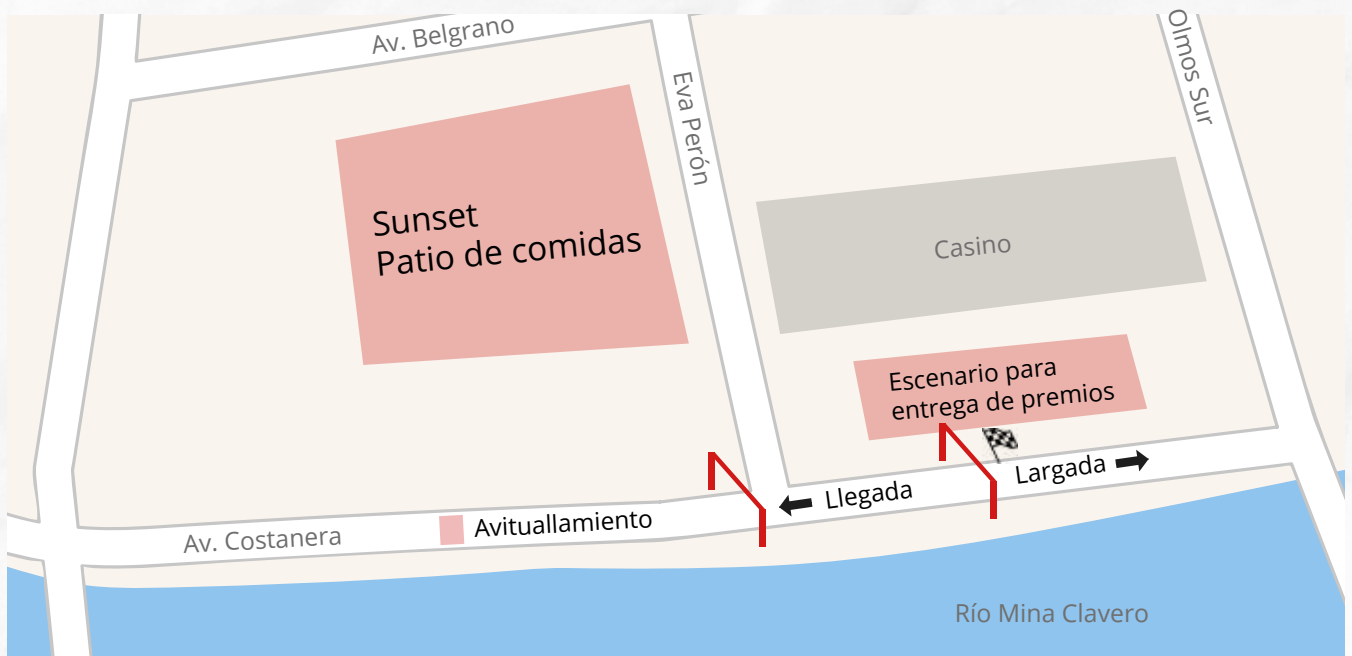 Av. Belgrano
Olmos Sur
Eva Perón
Sunset
Patio de comidas
Casino
Escenario para
entrega de premios
Largada
Llegada
Avituallamiento
Av. Costanera
Río Mina Clavero